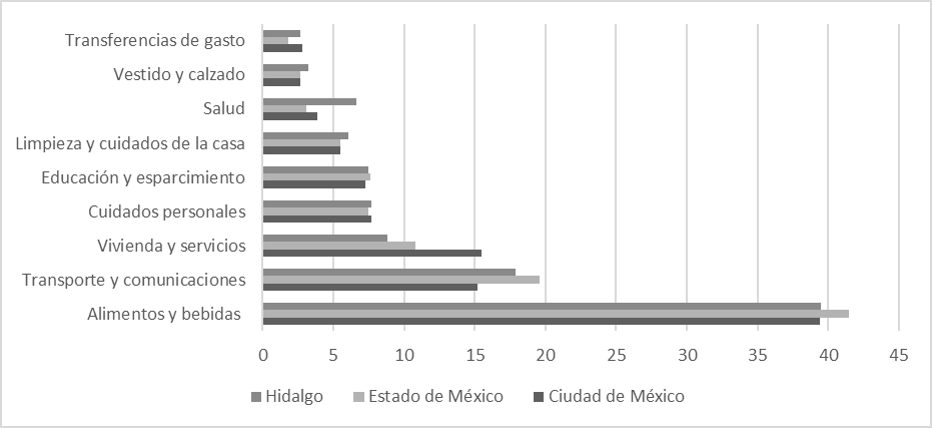 Transferencias de gasto
Vestido y calzado
Salud
Limpieza y cuidados de la casa
Educación y esparcimiento
Cuidados personales
Vivienda y servicios
Transporte y comunicaciones
Alimentos y bebidas
0 5 10 15 20 25 30 35 40 45
Hidalgo Estado de México Ciudad de México